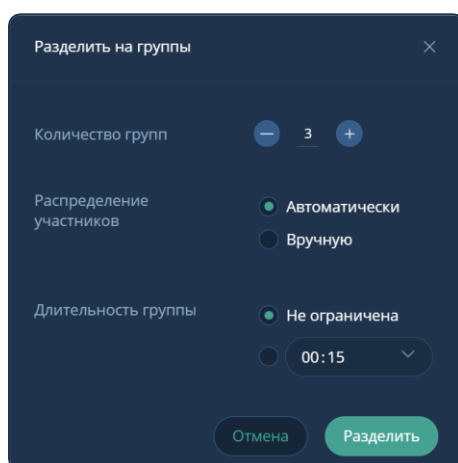 Разделить на группы
Количество групп
3
Распределение
участников
Автоматически
Вручную
Длительность группы
Не ограничена
00:15
Отмена
Разделить